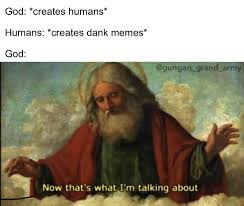 God: *creates humans*
Humans: *creates dank memes*
God:
@gungan_grand_army
Now that's what I'm talking about